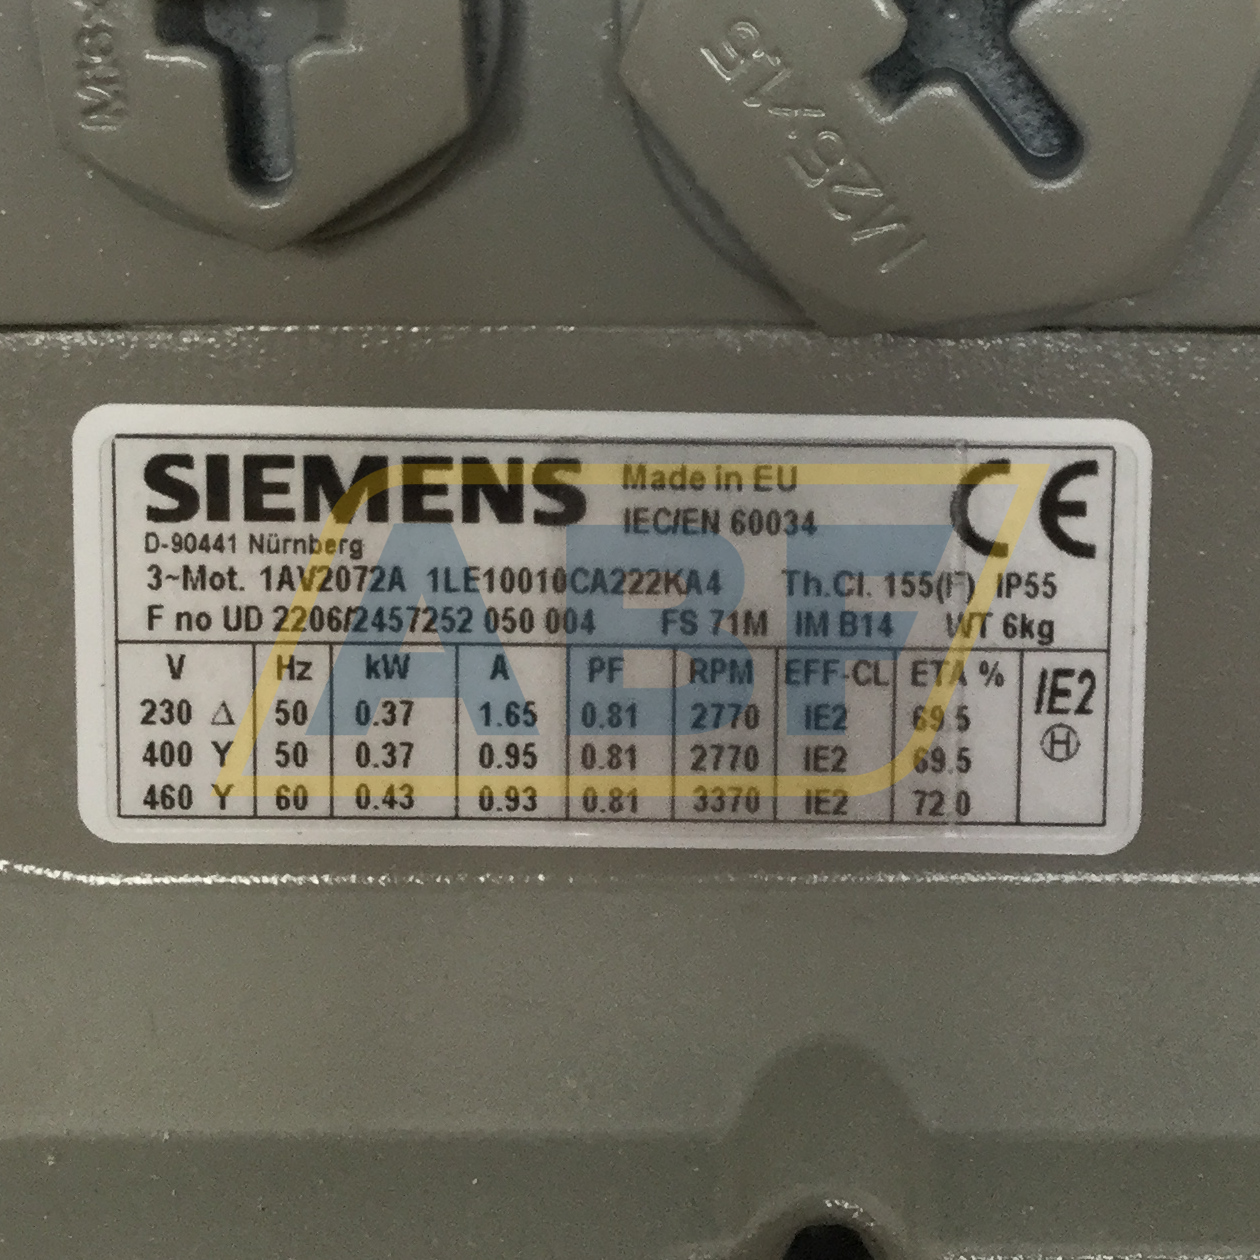 M16x
M25x1.5
SIEMENS
Made in EU
IEC/EN 60034
CE
D-90441 Nürnberg
3~Mot. 1AV2072A 1LE10010CA222KA4 Th.Cl. 155(F) IP55
F no UD 2206/2457252 050 004 FS 71M IM B14 WT 6kg
V Hz kW A PF RPM EFF-CL ETA %
230 Δ 50 0.37 1.65 0.81 2770 IE2 69.5
400 Y 50 0.37 0.95 0.81 2770 IE2 69.5
460 Y 60 0.43 0.93 0.81 3370 IE2 72.0
IE2
H
ABF